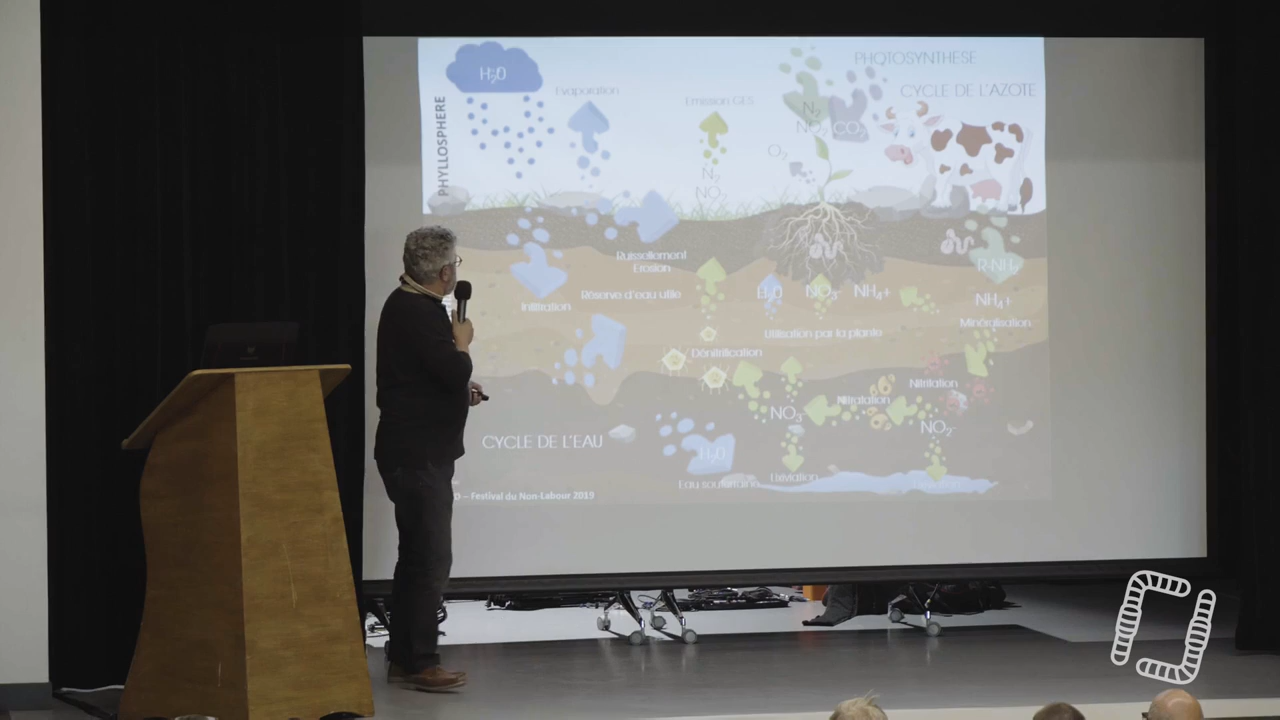 PHYLLOSPHERE
H₂O
Evaporation
Emission GES
N₂
NO₂
PHOTOSYNTHESE
CYCLE DE L'AZOTE
N₂
CO₂
O₂
Ruissellement
Erosion
Infiltration
Réserve d'eau utile
H₂O
NO₃⁻
NH₄+
R-NH₂
NH₄+
Minéralisation
Utilisation par la plante
Dénitrification
Nitritation
Nitratation
NO₃⁻
NO₂⁻
CYCLE DE L'EAU
H₂O
Eau souterraine
Lixiviation
– Festival du Non-Labour 2019